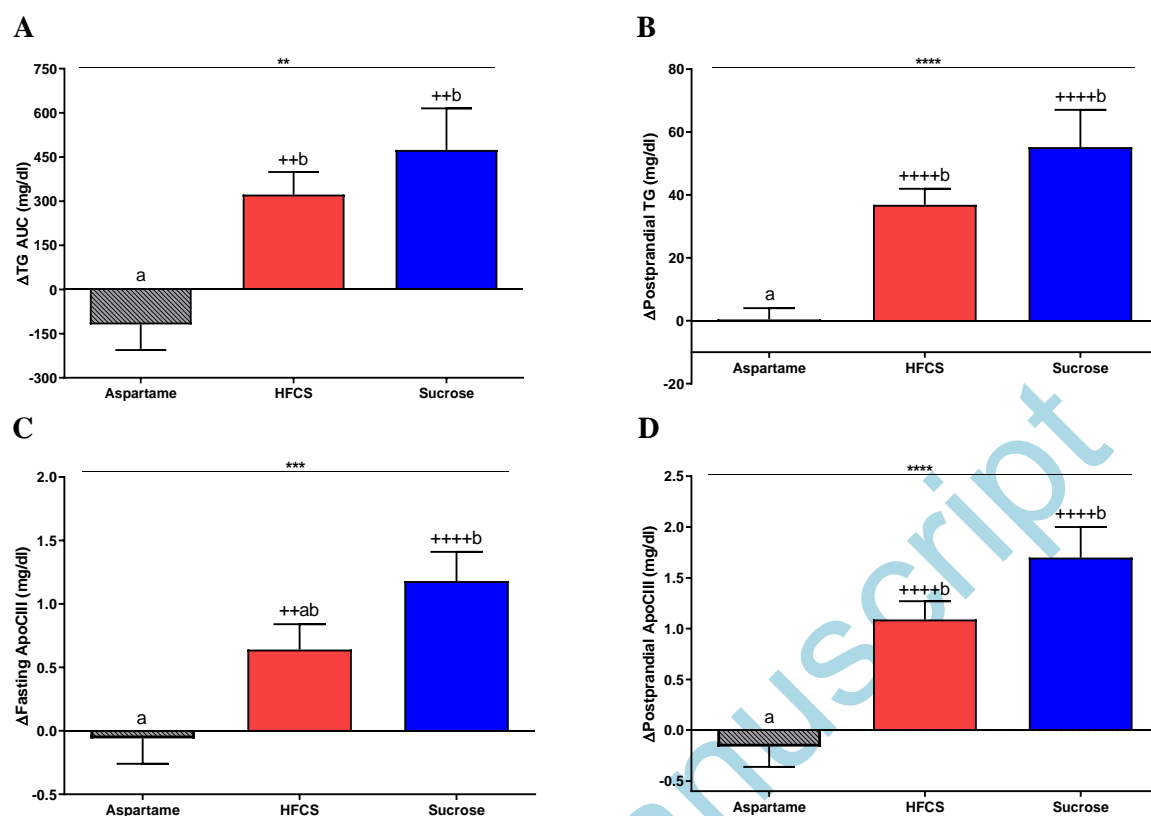 A
ΔTG AUC (mg/dl)
750
600
450
300
150
0
-150
-300
**
a
++b
++b
Aspartame
HFCS
Sucrose
B
ΔPostprandial TG (mg/dl)
80
60
40
20
0
-20
****
a
++++b
++++b
Aspartame
HFCS
Sucrose
C
ΔFasting ApoCIII (mg/dl)
2.0
1.5
1.0
0.5
0.0
-0.5
***
a
++ab
++++b
Aspartame
HFCS
Sucrose
D
ΔPostprandial ApoCIII (mg/dl)
2.5
2.0
1.5
1.0
0.5
0.0
-0.5
****
a
++++b
++++b
Aspartame
HFCS
Sucrose
anuscript